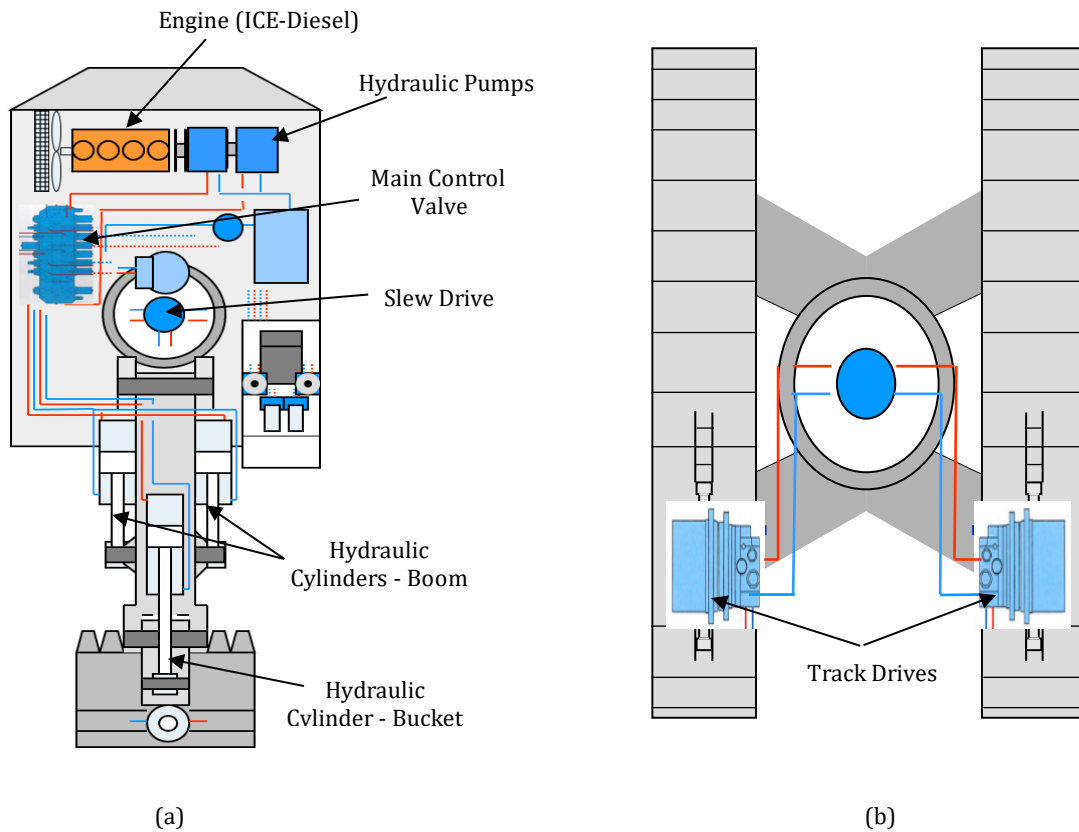 Engine (ICE-Diesel)
Hydraulic Pumps
Main Control
Valve
Slew Drive
Hydraulic
Cylinders - Boom
Hydraulic
Cvlinder - Bucket
Track Drives
(a)
(b)